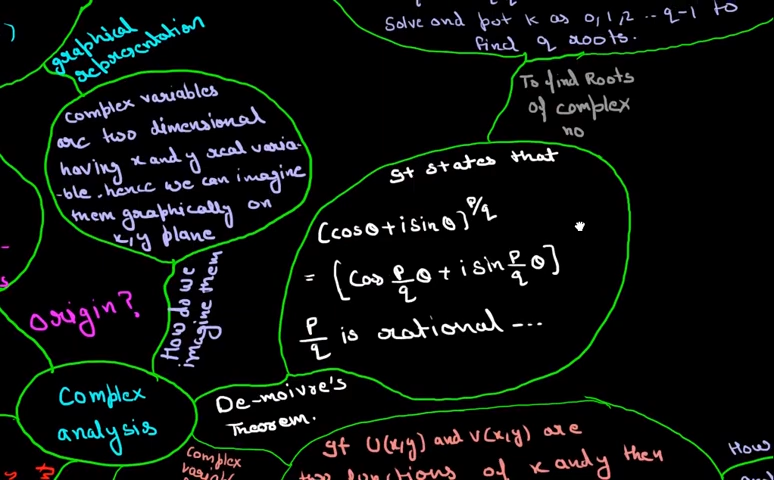 )
graphical
representation
Solve and put k as 0,1,2 .. q-1 to
find q roots.
To find Roots
of complex
no
complex variables
are two dimensional
having x and y real varia-
-ble. hence we can imagine
them graphically on
x,y plane
It states that
(cosθ+i sin θ)^p/q
= [cos p/q θ + i sin p/q θ]
p/q is rational ...
origin?
How do we
imagine them
Complex
analysis
De-moivre's
Theorem.
complex
If U(x,y) and V(x,y) are
two functions of x and y then
How